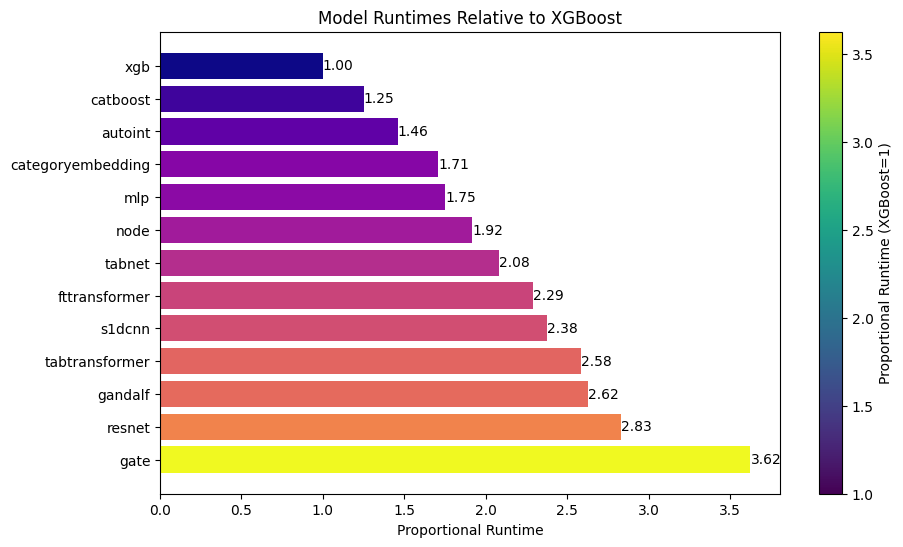 Model Runtimes Relative to XGBoost
xgb 1.00
catboost 1.25
autoint 1.46
categoryembedding 1.71
mlp 1.75
node 1.92
tabnet 2.08
fttransformer 2.29
s1dcnn 2.38
tabtransformer 2.58
gandalf 2.62
resnet 2.83
gate 3.62
0.0 0.5 1.0 1.5 2.0 2.5 3.0 3.5
Proportional Runtime
3.5
3.0
2.5
2.0
1.5
1.0
Proportional Runtime (XGBoost=1)